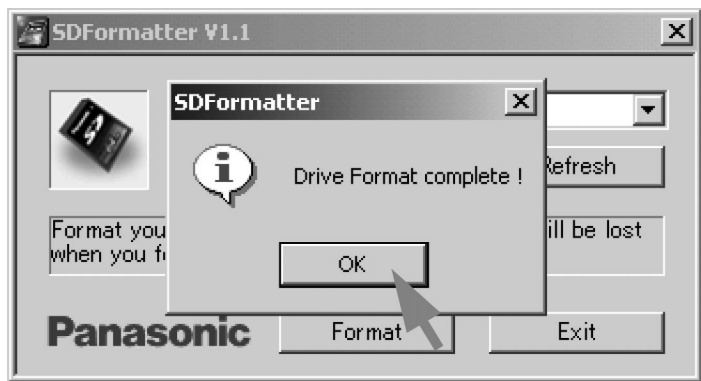 SDFormatter V1.1
SDFormatter
Drive Format complete !
Refresh
Format you ill be lost
when you f
OK
Panasonic Format Exit